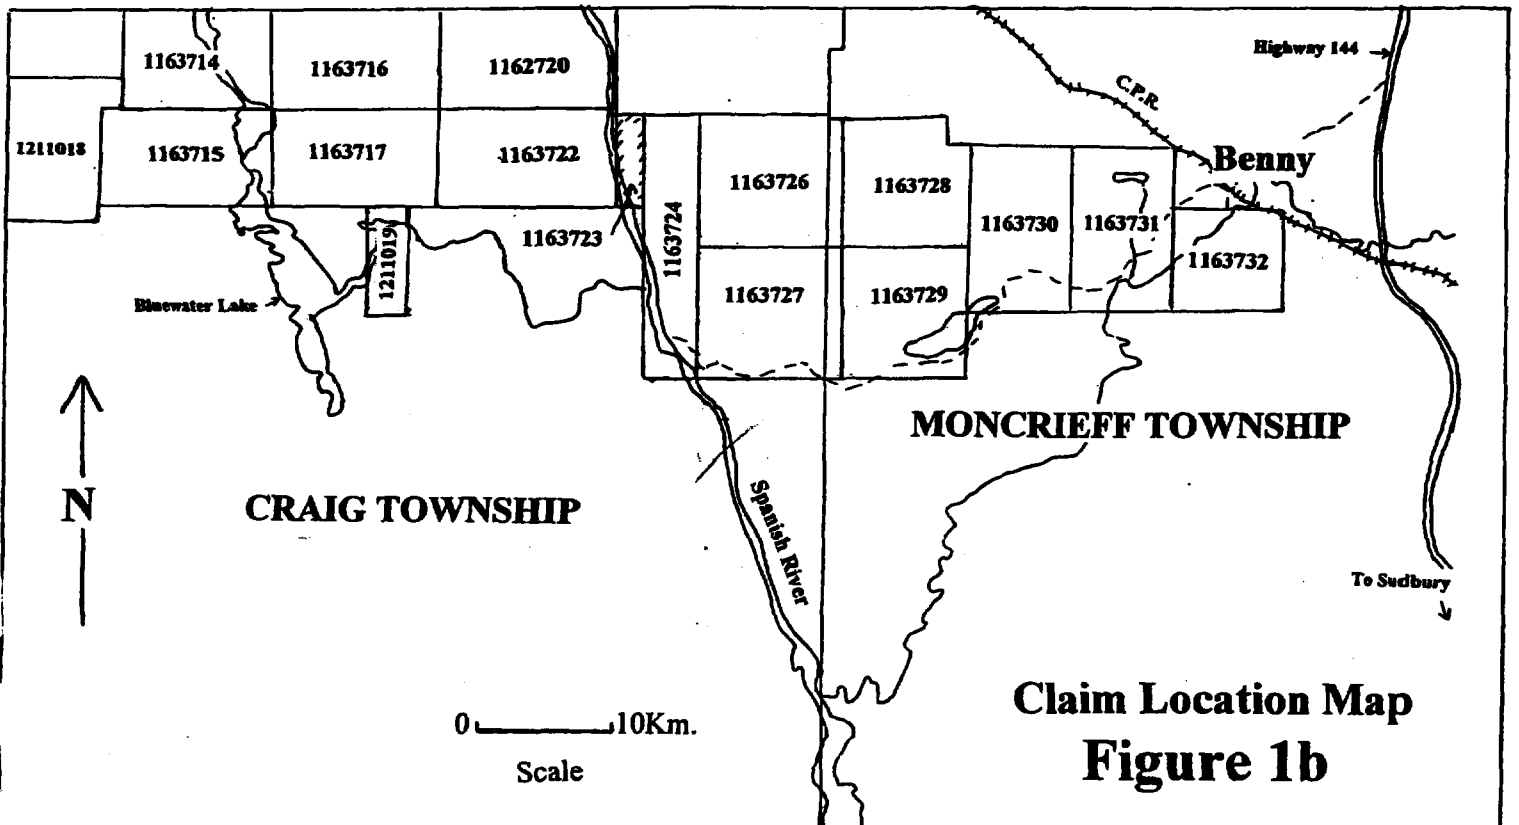 Highway 144
1163714
1163716
1162720
C.P.R.
1211018
1163715
1163717
1163722
Benny
1163726
1163728
1163724
1163730
1163731
1163723
1211019
1163732
Bluewater Lake
1163727
1163729
MONCRIEFF TOWNSHIP
N
CRAIG TOWNSHIP
Spanish River
To Sudbury
Claim Location Map
0 10Km.
Scale
Figure 1b